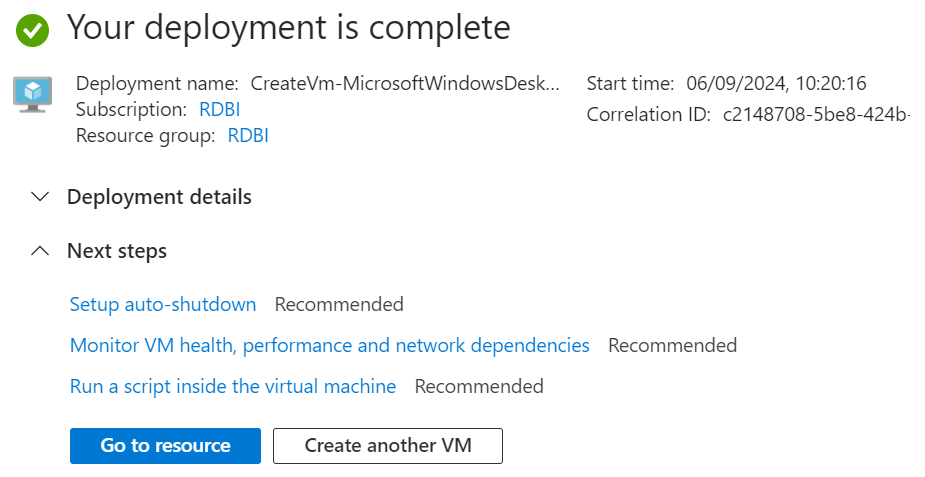 Your deployment is complete
Deployment name: CreateVm-MicrosoftWindowsDesk...
Subscription: RDBI
Resource group: RDBI
Start time: 06/09/2024, 10:20:16
Correlation ID: c2148708-5be8-424b-
Deployment details
Next steps
Setup auto-shutdown Recommended
Monitor VM health, performance and network dependencies Recommended
Run a script inside the virtual machine Recommended
Go to resource
Create another VM